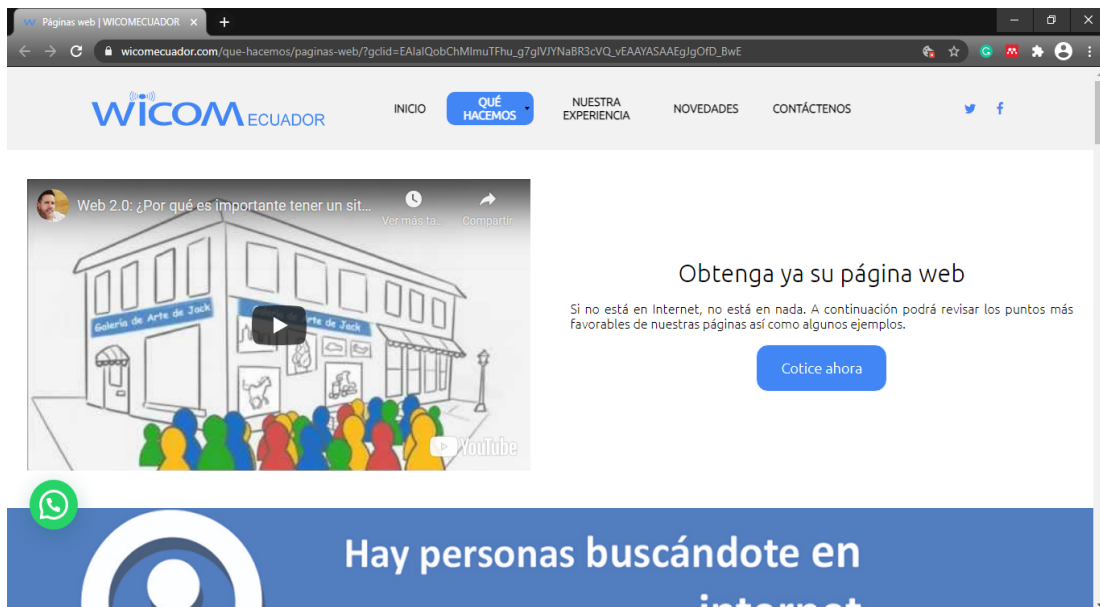 Páginas web | WICOMECUADOR
wicomecuador.com/que-hacemos/paginas-web/?gclid=EAIaIQobChMImuTFhu_g7gIVJYNaBR3cVQ_vEAAYASAAEgJgOfD_BwE
WICOM ECUADOR
INICIO
QUÉ
HACEMOS
NUESTRA
EXPERIENCIA
NOVEDADES
CONTÁCTENOS
Web 2.0: ¿Por qué es importante tener un sit...
Ver más ta...
Compartir
Galería de Arte de Jack
de Arte de Jack
YouTube
Obtenga ya su página web
Si no está en Internet, no está en nada. A continuación podrá revisar los puntos más
favorables de nuestras páginas así como algunos ejemplos.
Cotice ahora
Hay personas buscándote en
internet